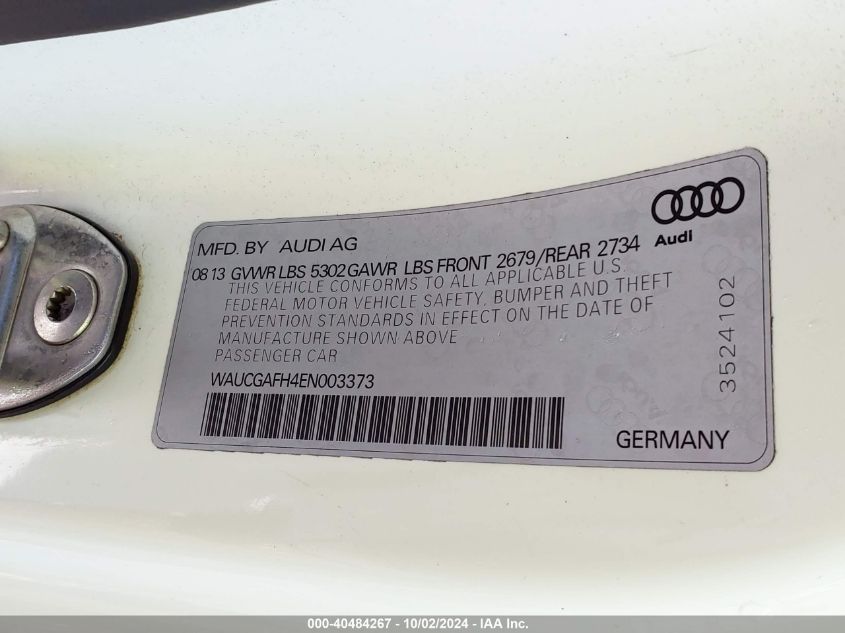 MFD. BY AUDI AG
Audi
08 13 GVWR LBS 5302 GAWR LBS FRONT 2679/REAR 2734
THIS VEHICLE CONFORMS TO ALL APPLICABLE U.S.
FEDERAL MOTOR VEHICLE SAFETY, BUMPER AND THEFT
PREVENTION STANDARDS IN EFFECT ON THE DATE OF
MANUFACTURE SHOWN ABOVE
PASSENGER CAR
WAUCGAFH4EN003373
3524102
GERMANY
000-40484267 - 10/02/2024 - IAA Inc.